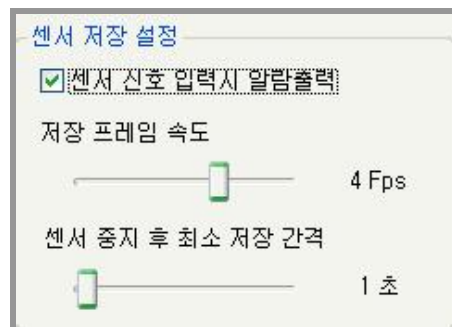 센서 저장 설정
센서 신호 입력시 알람출력
저장 프레임 속도
4 Fps
센서 중지 후 최소 저장 간격
1 초